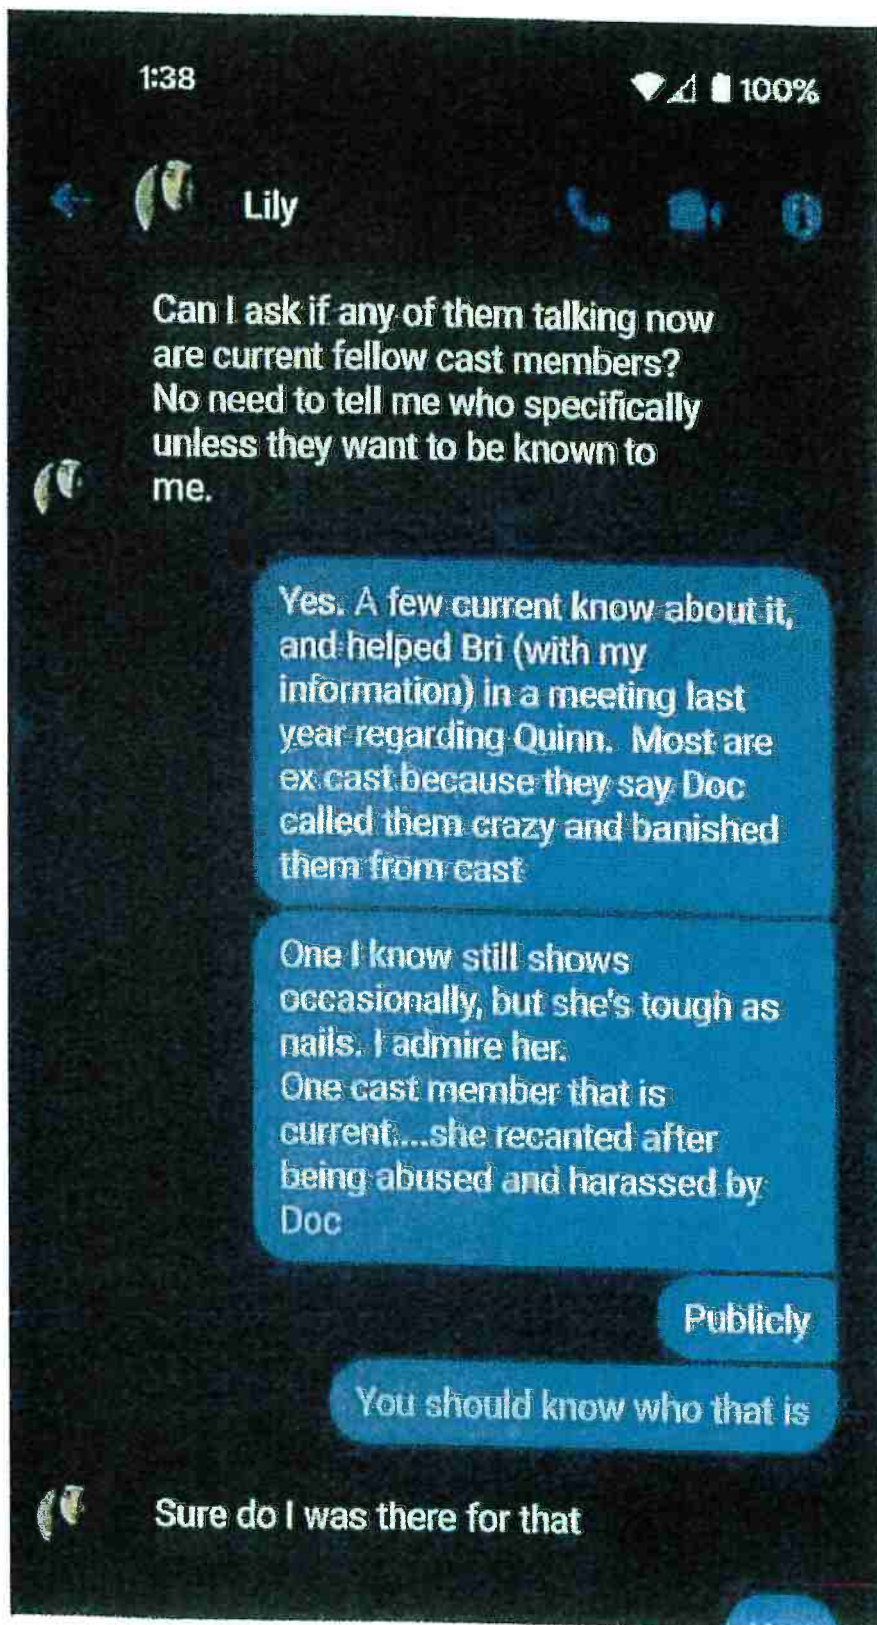 1:38
100%
Lily
Can I ask if any of them talking now
are current fellow cast members?
No need to tell me who specifically
unless they want to be known to
me.
Yes. A few current know about it,
and helped Bri (with my
information) in a meeting last
year regarding Quinn.  Most are
ex cast because they say Doc
called them crazy and banished
them from cast
One I know still shows
occasionally, but she's tough as
nails. I admire her.
One cast member that is
current....she recanted after
being abused and harassed by
Doc
Publicly
You should know who that is
Sure do I was there for that